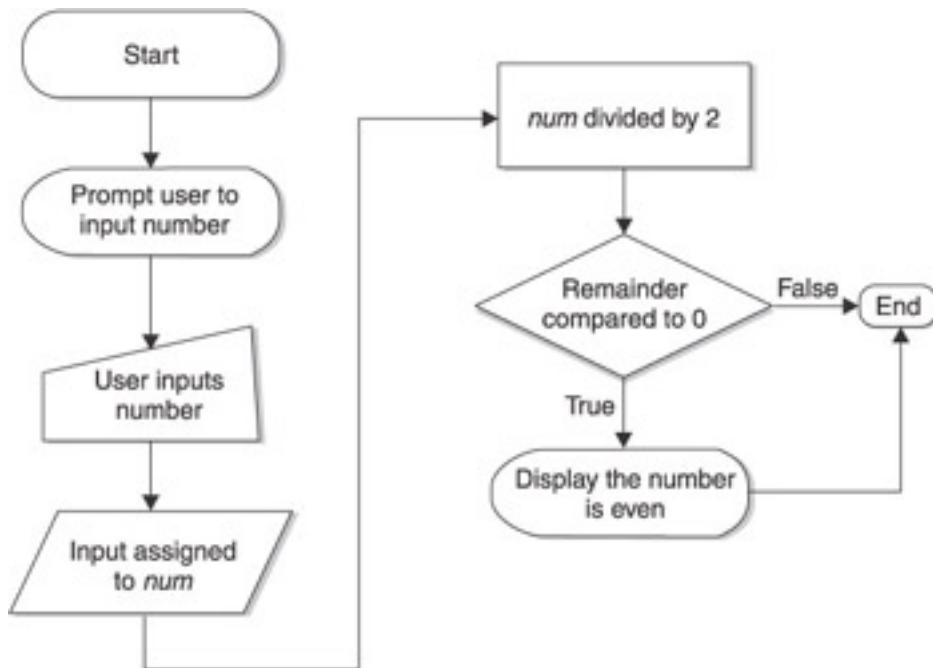 Start
Prompt user to
input number
User inputs
number
Input assigned
to num
num divided by 2
Remainder
compared to 0
False
End
True
Display the number
is even